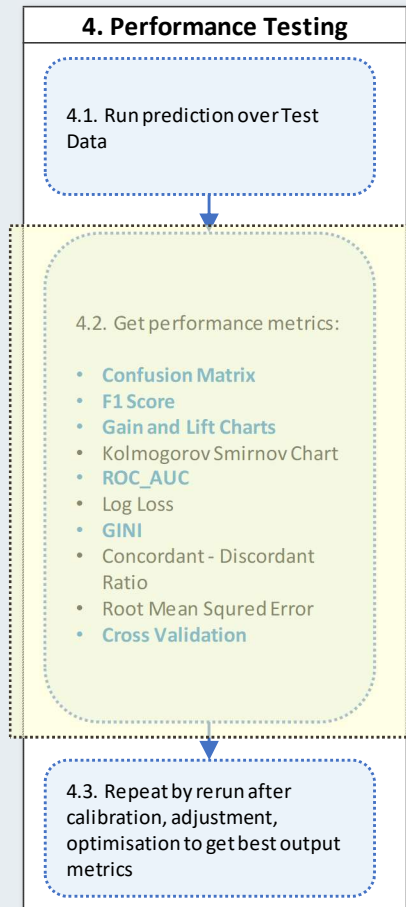 4. Performance Testing
4.1. Run prediction over Test
Data
4.2. Get performance metrics:
• Confusion Matrix
• F1 Score
• Gain and Lift Charts
• Kolmogorov Smirnov Chart
• ROC_AUC
• Log Loss
• GINI
• Concordant - Discordant
Ratio
• Root Mean Squred Error
• Cross Validation
4.3. Repeat by rerun after
calibration, adjustment,
optimisation to get best output
metrics